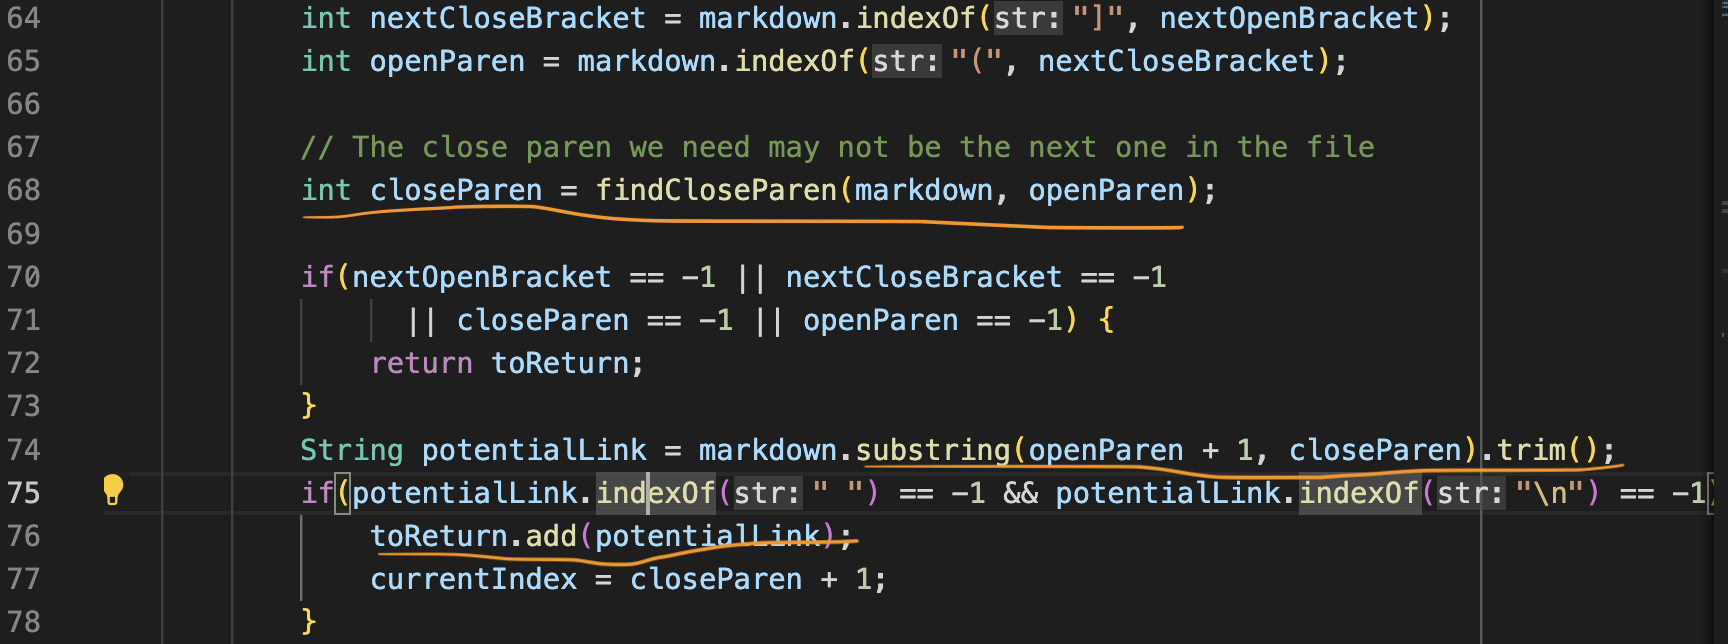 64 int nextCloseBracket = markdown.indexOf(str: "]", nextOpenBracket);
65 int openParen = markdown.indexOf(str: "(", nextCloseBracket);
66
67 // The close paren we need may not be the next one in the file
68 int closeParen = findCloseParen(markdown, openParen);
69
70 if(nextOpenBracket == -1 || nextCloseBracket == -1
71 || closeParen == -1 || openParen == -1) {
72 return toReturn;
73 }
74 String potentialLink = markdown.substring(openParen + 1, closeParen).trim();
75 if(potentialLink.indexOf(str: " ") == -1 && potentialLink.indexOf(str: "\n") == -1)
76 toReturn.add(potentialLink);
77 currentIndex = closeParen + 1;
78 }